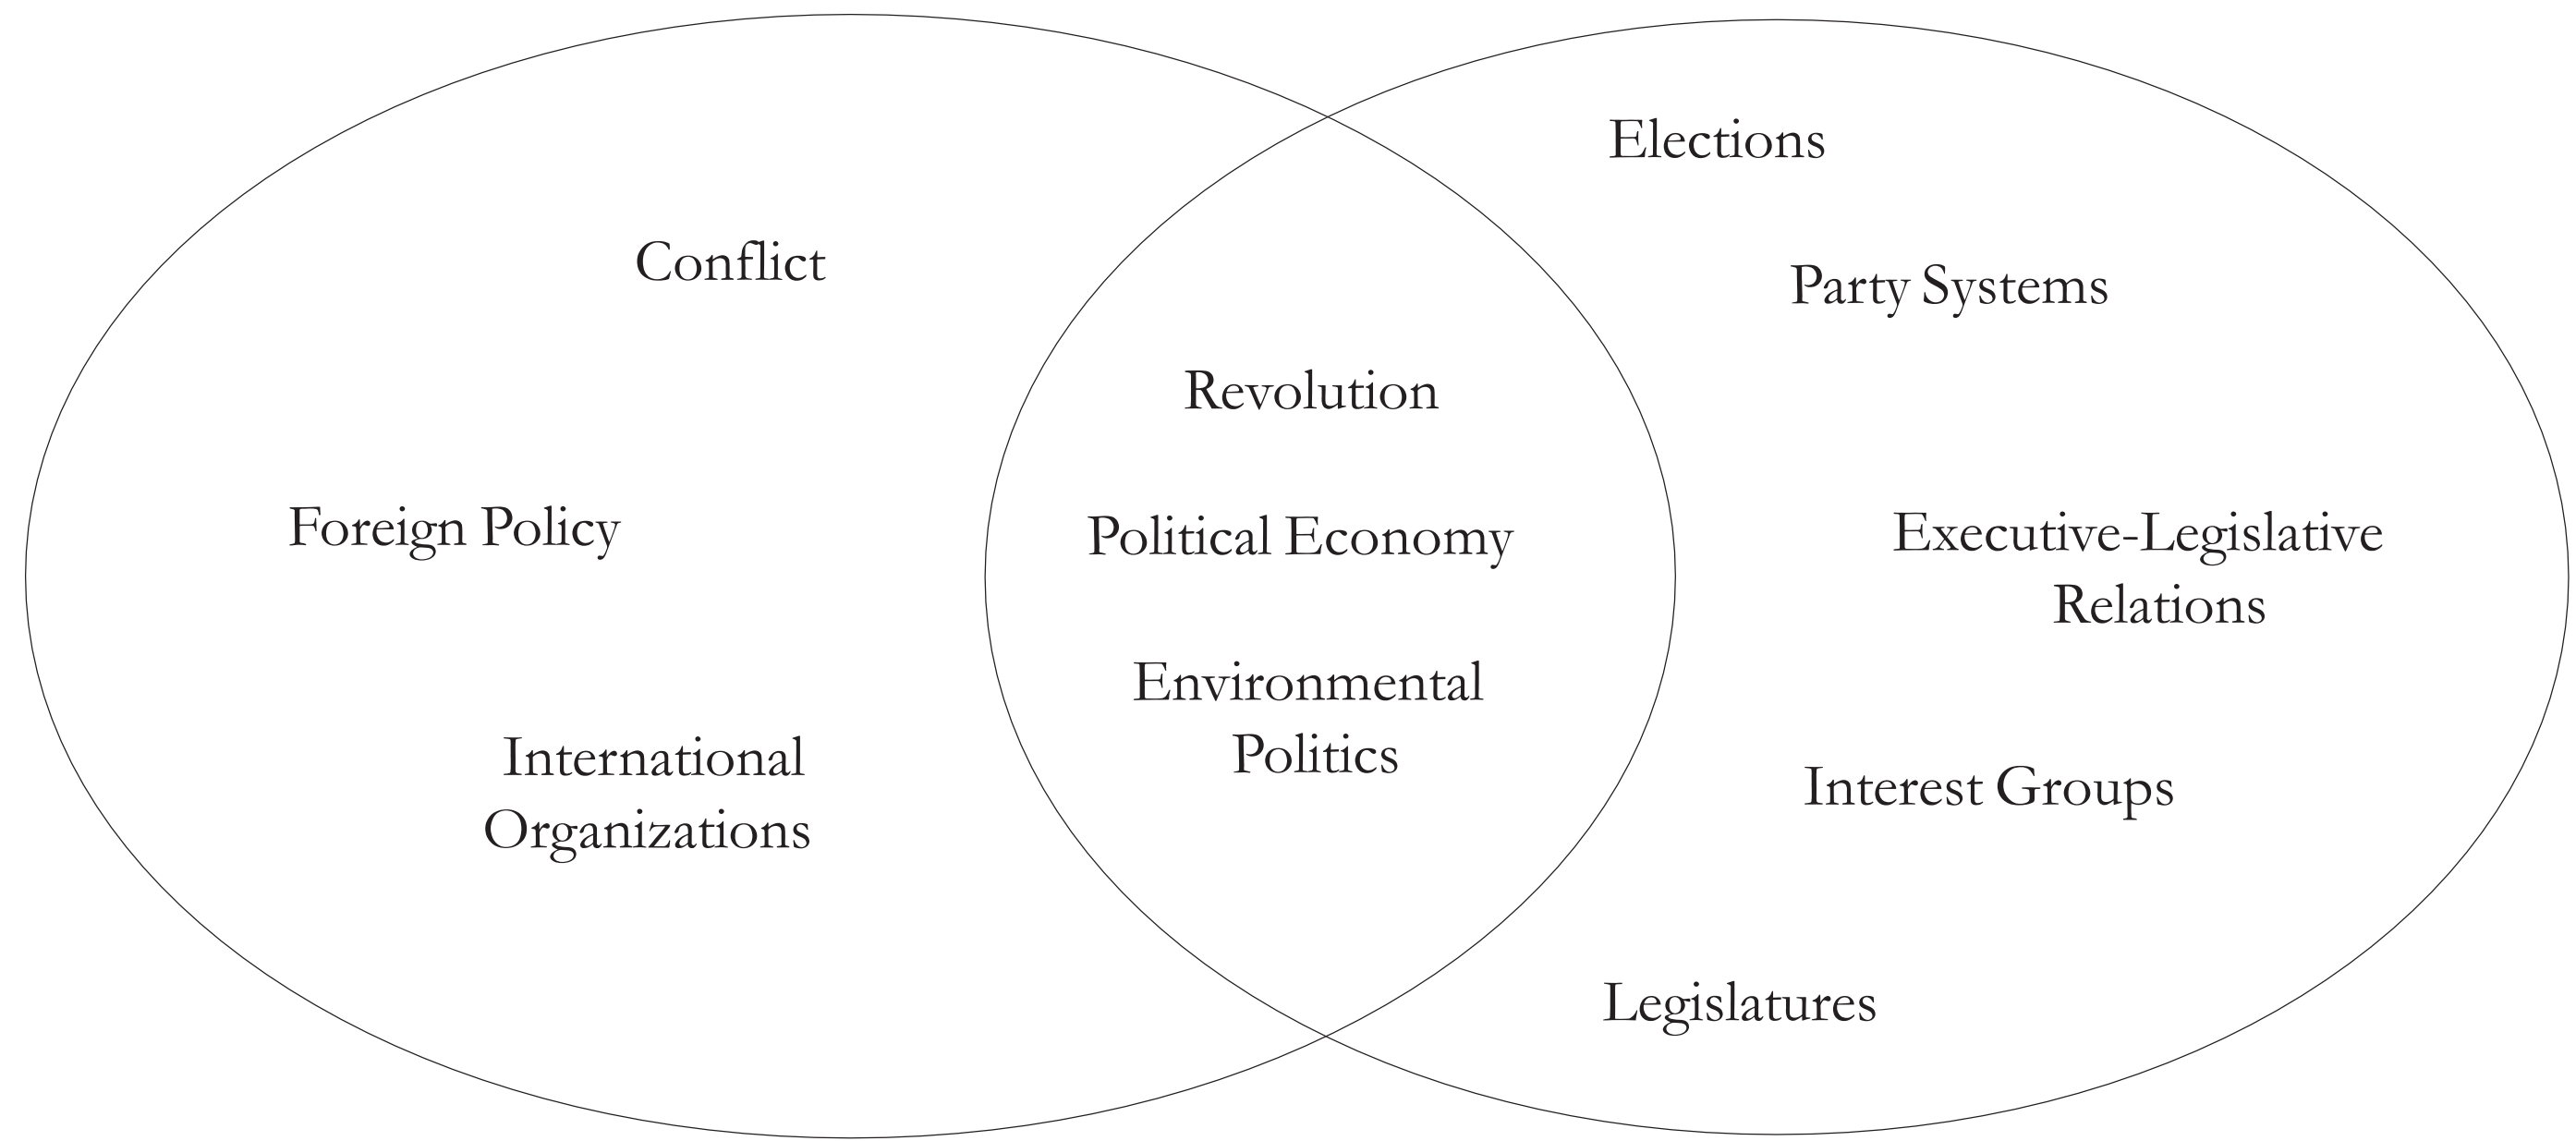 Conflict
Foreign Policy
International
Organizations
Revolution
Political Economy
Environmental
Politics
Elections
Party Systems
Executive-Legislative
Relations
Interest Groups
Legislatures